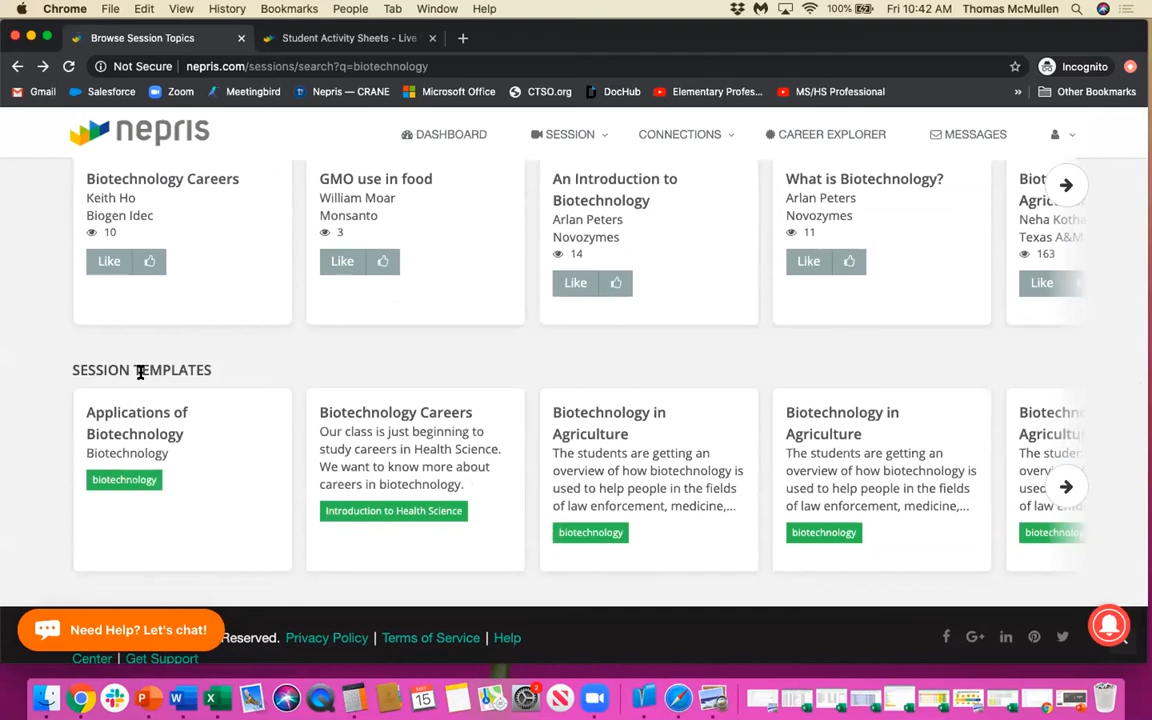 Chrome File Edit View History Bookmarks People Tab Window Help 100% Fri 10:42 AM Thomas McMullen
Browse Session Topics × Student Activity Sheets - Live × +
Not Secure | nepris.com/sessions/search?q=biotechnology Incognito
Gmail Salesforce Zoom Meetingbird Nepris — CRANE Microsoft Office CTSO.org DocHub Elementary Profes... MS/HS Professional » Other Bookmarks
nepris DASHBOARD SESSION CONNECTIONS CAREER EXPLORER MESSAGES
Biotechnology Careers
Keith Ho
Biogen Idec
10
Like
GMO use in food
William Moar
Monsanto
3
Like
An Introduction to
Biotechnology
Arlan Peters
Novozymes
14
Like
What is Biotechnology?
Arlan Peters
Novozymes
11
Like
Neha
Texas A&M
163
Like
SESSION TEMPLATES
Applications of
Biotechnology
Biotechnology
biotechnology
Biotechnology Careers
Our class is just beginning to
study careers in Health Science.
We want to know more about
careers in biotechnology.
Introduction to Health Science
Biotechnology in
Agriculture
The students are getting an
overview of how biotechnology is
used to help people in the fields
of law enforcement, medicine,...
biotechnology
Biotechnology in
Agriculture
The students are getting an
overview of how biotechnology is
used to help people in the fields
of law enforcement, medicine,...
biotechnology
Need Help? Let's chat!
Reserved. Privacy Policy | Terms of Service | Help
Center | Get Support
MAY
15
2